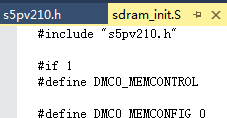 s5pv210.h sdram_init.S
#include "s5pv210.h"
#if 1
#define DMC0_MEMCONTROL
#define DMC0_MEMCONFIG_0